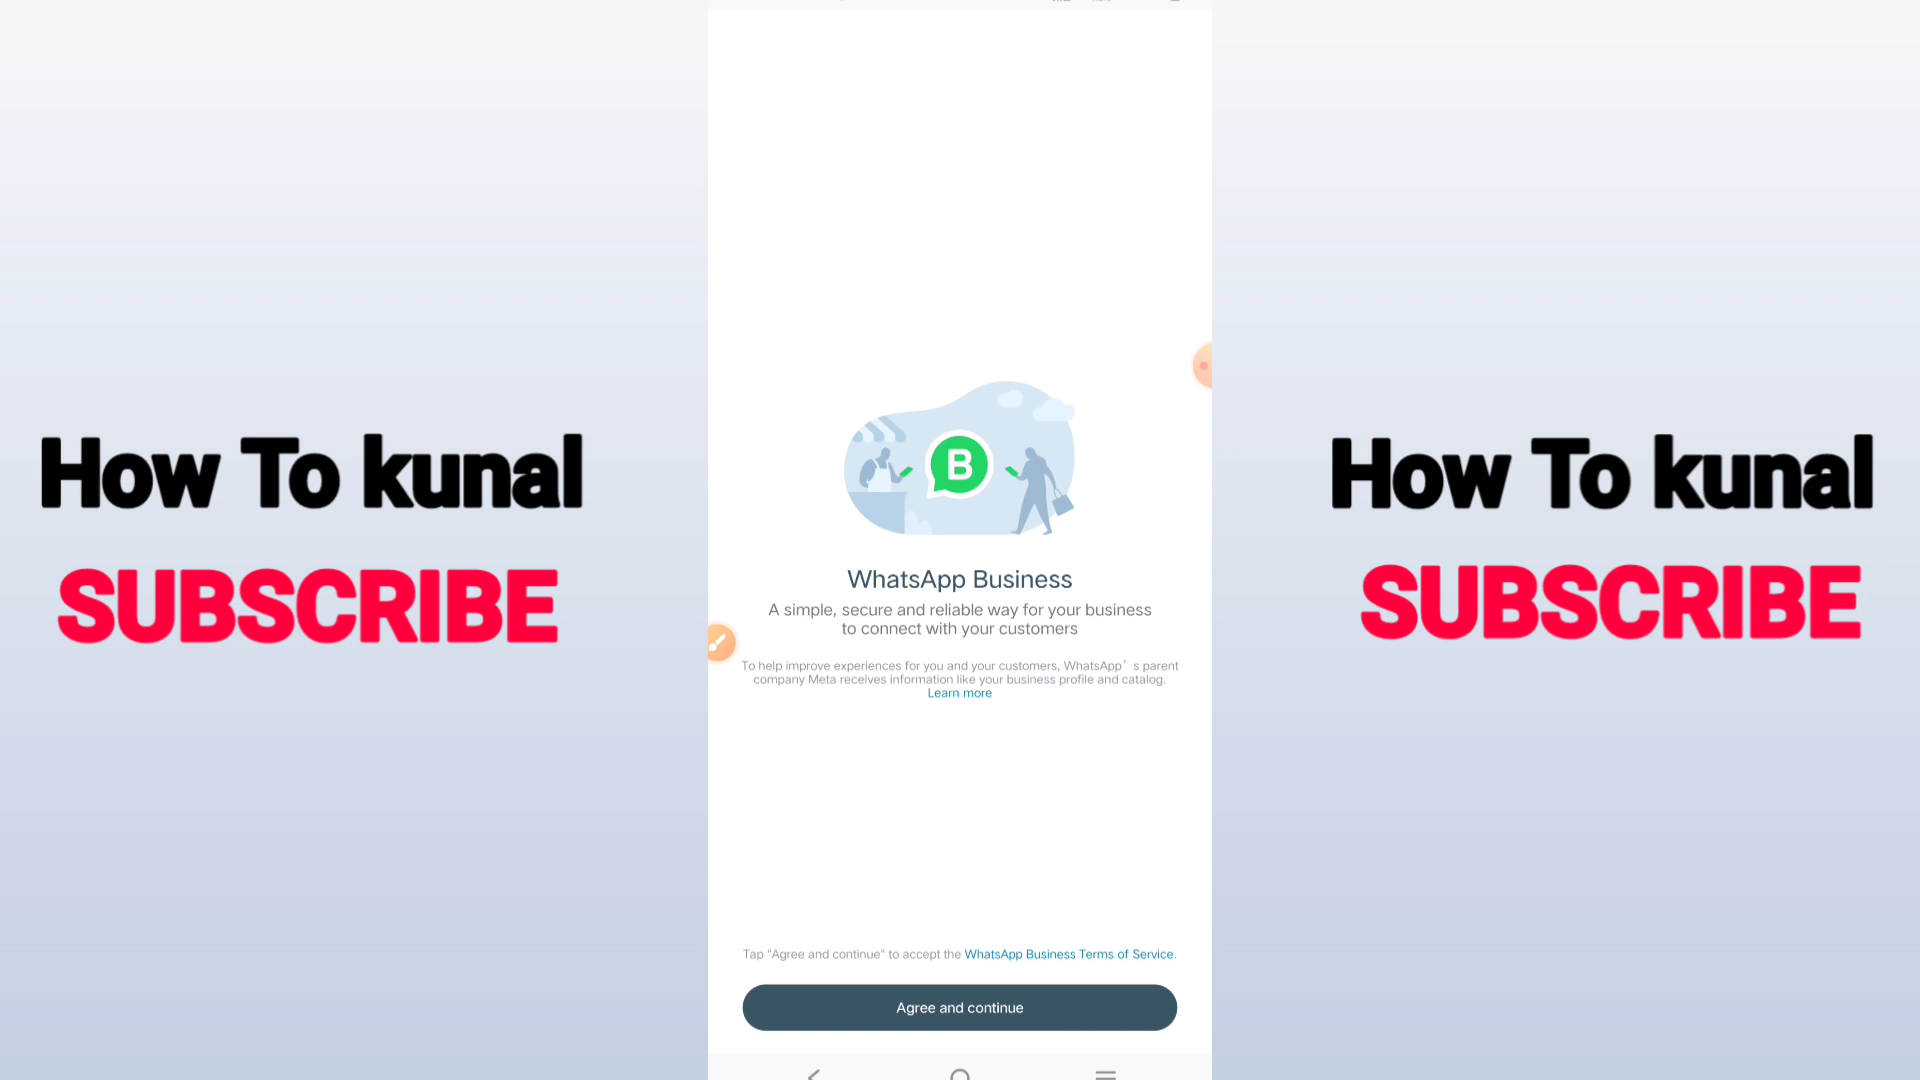 How To kunal
SUBSCRIBE
B
WhatsApp Business
A simple, secure and reliable way for your business
to connect with your customers
To help improve experiences for you and your customers, WhatsApp's parent
company Meta receives information like your business profile and catalog.
Learn more
Tap "Agree and continue" to accept the WhatsApp Business Terms of Service.
Agree and continue
How To kunal
SUBSCRIBE